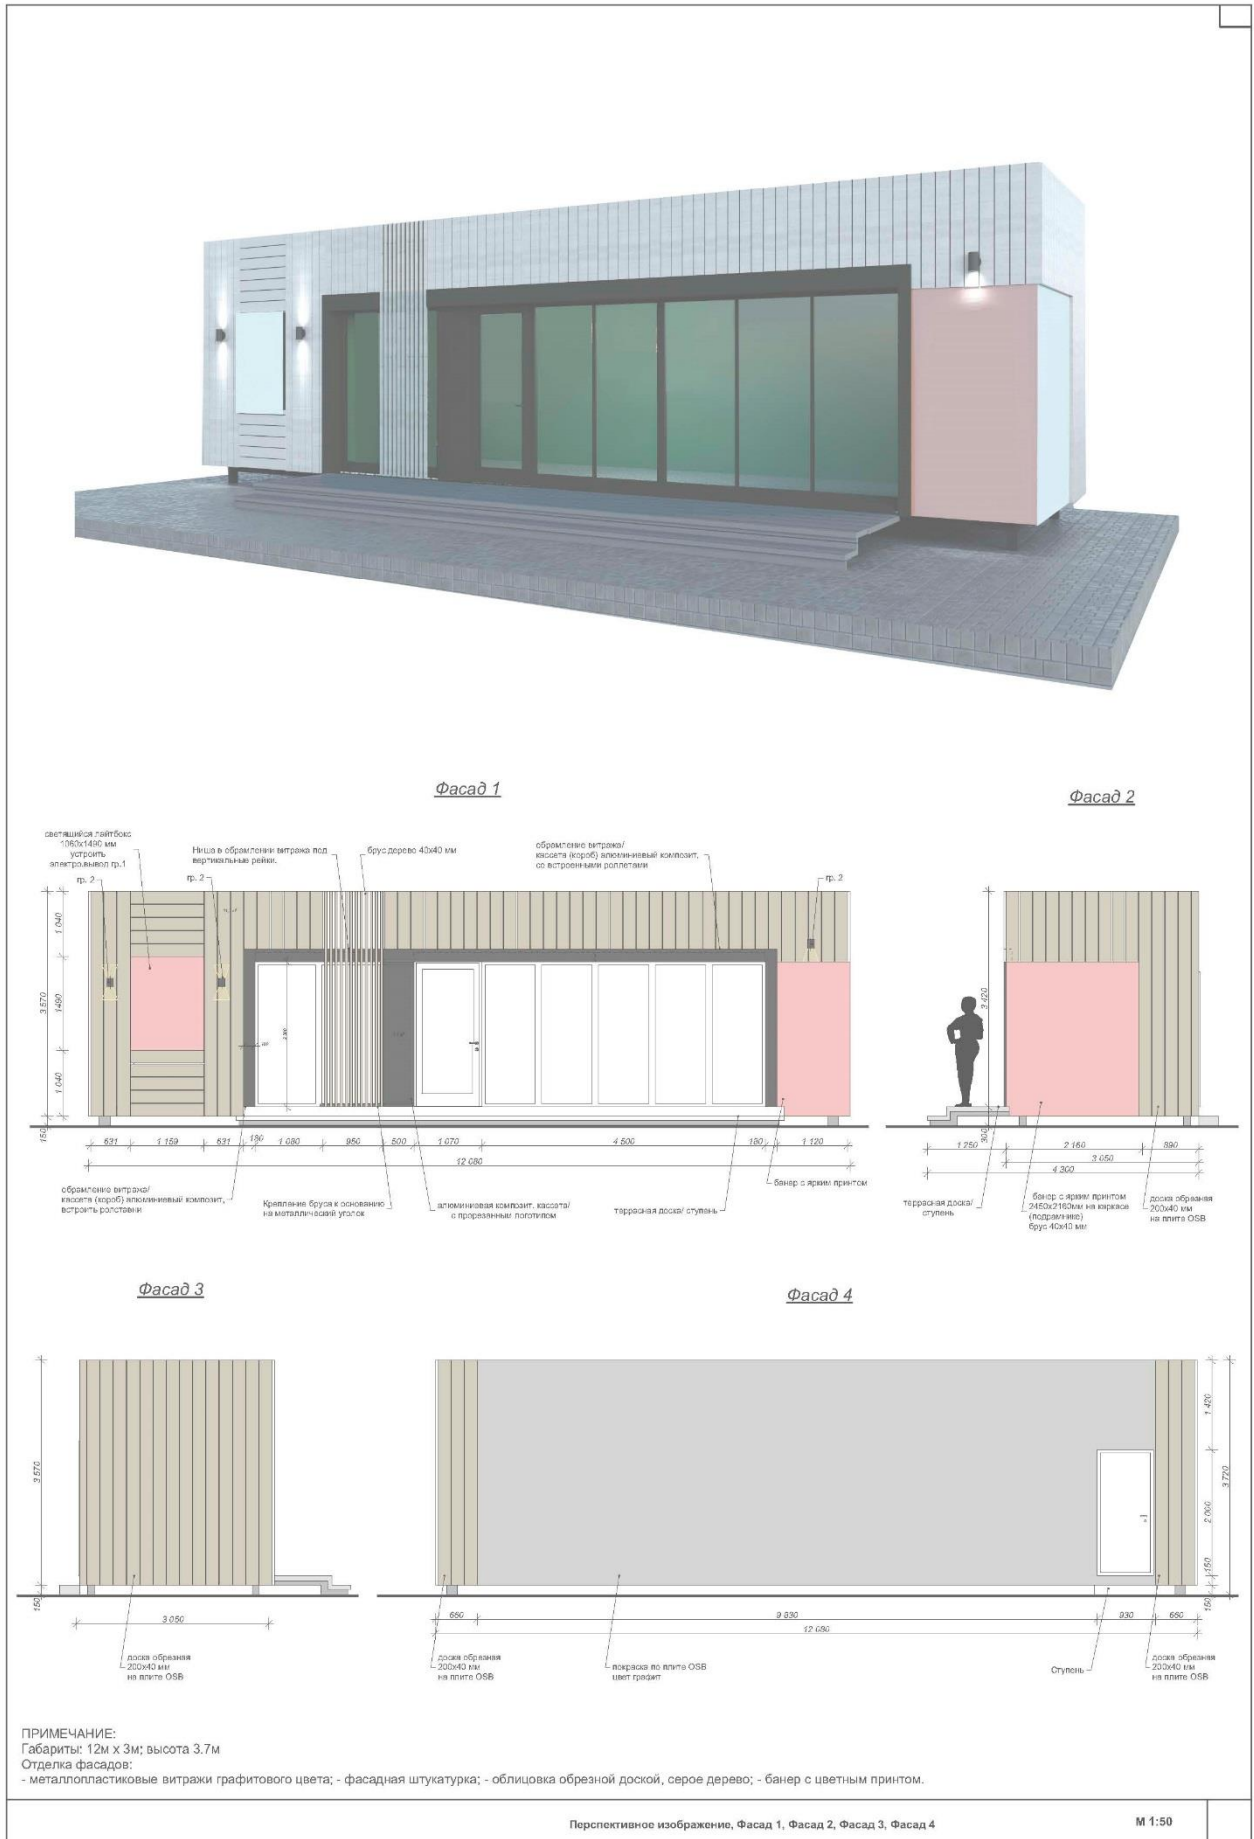 Фасад 1
Фасад 2
светящийся лайтбокс
1060х1490 мм
устроить
электро.вывод гр.1
гр. 2
гр. 2
Ниша в обрамлении витража под
вертикальные рейки.
брус дерево 40х40 мм
обрамление витража/
кассета (короб) алюминиевый композит,
со встроенными роллетами
гр. 2
1 040
1490
1 040
3 570
150
631
1 159
631
180
1 080
950
500
1 070
4 500
180
1 120
12 080
обрамление витража/
кассета (короб) алюминиевый композит,
встроить ролставни
Крепление бруса к основанию
на металлический уголок
алюминиевая композит. кассета/
с прорезанным логотипом
террасная доска/ ступень
банер с ярким принтом
3 420
300
1 250
2 160
890
3 050
4 300
террасная доска/
ступень
банер с ярким принтом
2450х2160мм на каркасе
(подрамнике)
брус 40х40 мм
доска обрезная
200х40 мм
на плите OSB
Фасад 3
Фасад 4
3 570
150
3 050
доска обрезная
200х40 мм
на плите OSB
1 420
2 000
150
150
3 720
660
9 830
930
660
12 080
доска обрезная
200х40 мм
на плите OSB
покраска по плите OSB
цвет графит
Ступень
доска обрезная
200х40 мм
на плите OSB
ПРИМЕЧАНИЕ:
Габариты: 12м х 3м; высота 3.7м
Отделка фасадов:
- металлопластиковые витражи графитового цвета; - фасадная штукатурка; - облицовка обрезной доской, серое дерево; - банер с цветным принтом.
Перспективное изображение, Фасад 1, Фасад 2, Фасад 3, Фасад 4
М 1:50